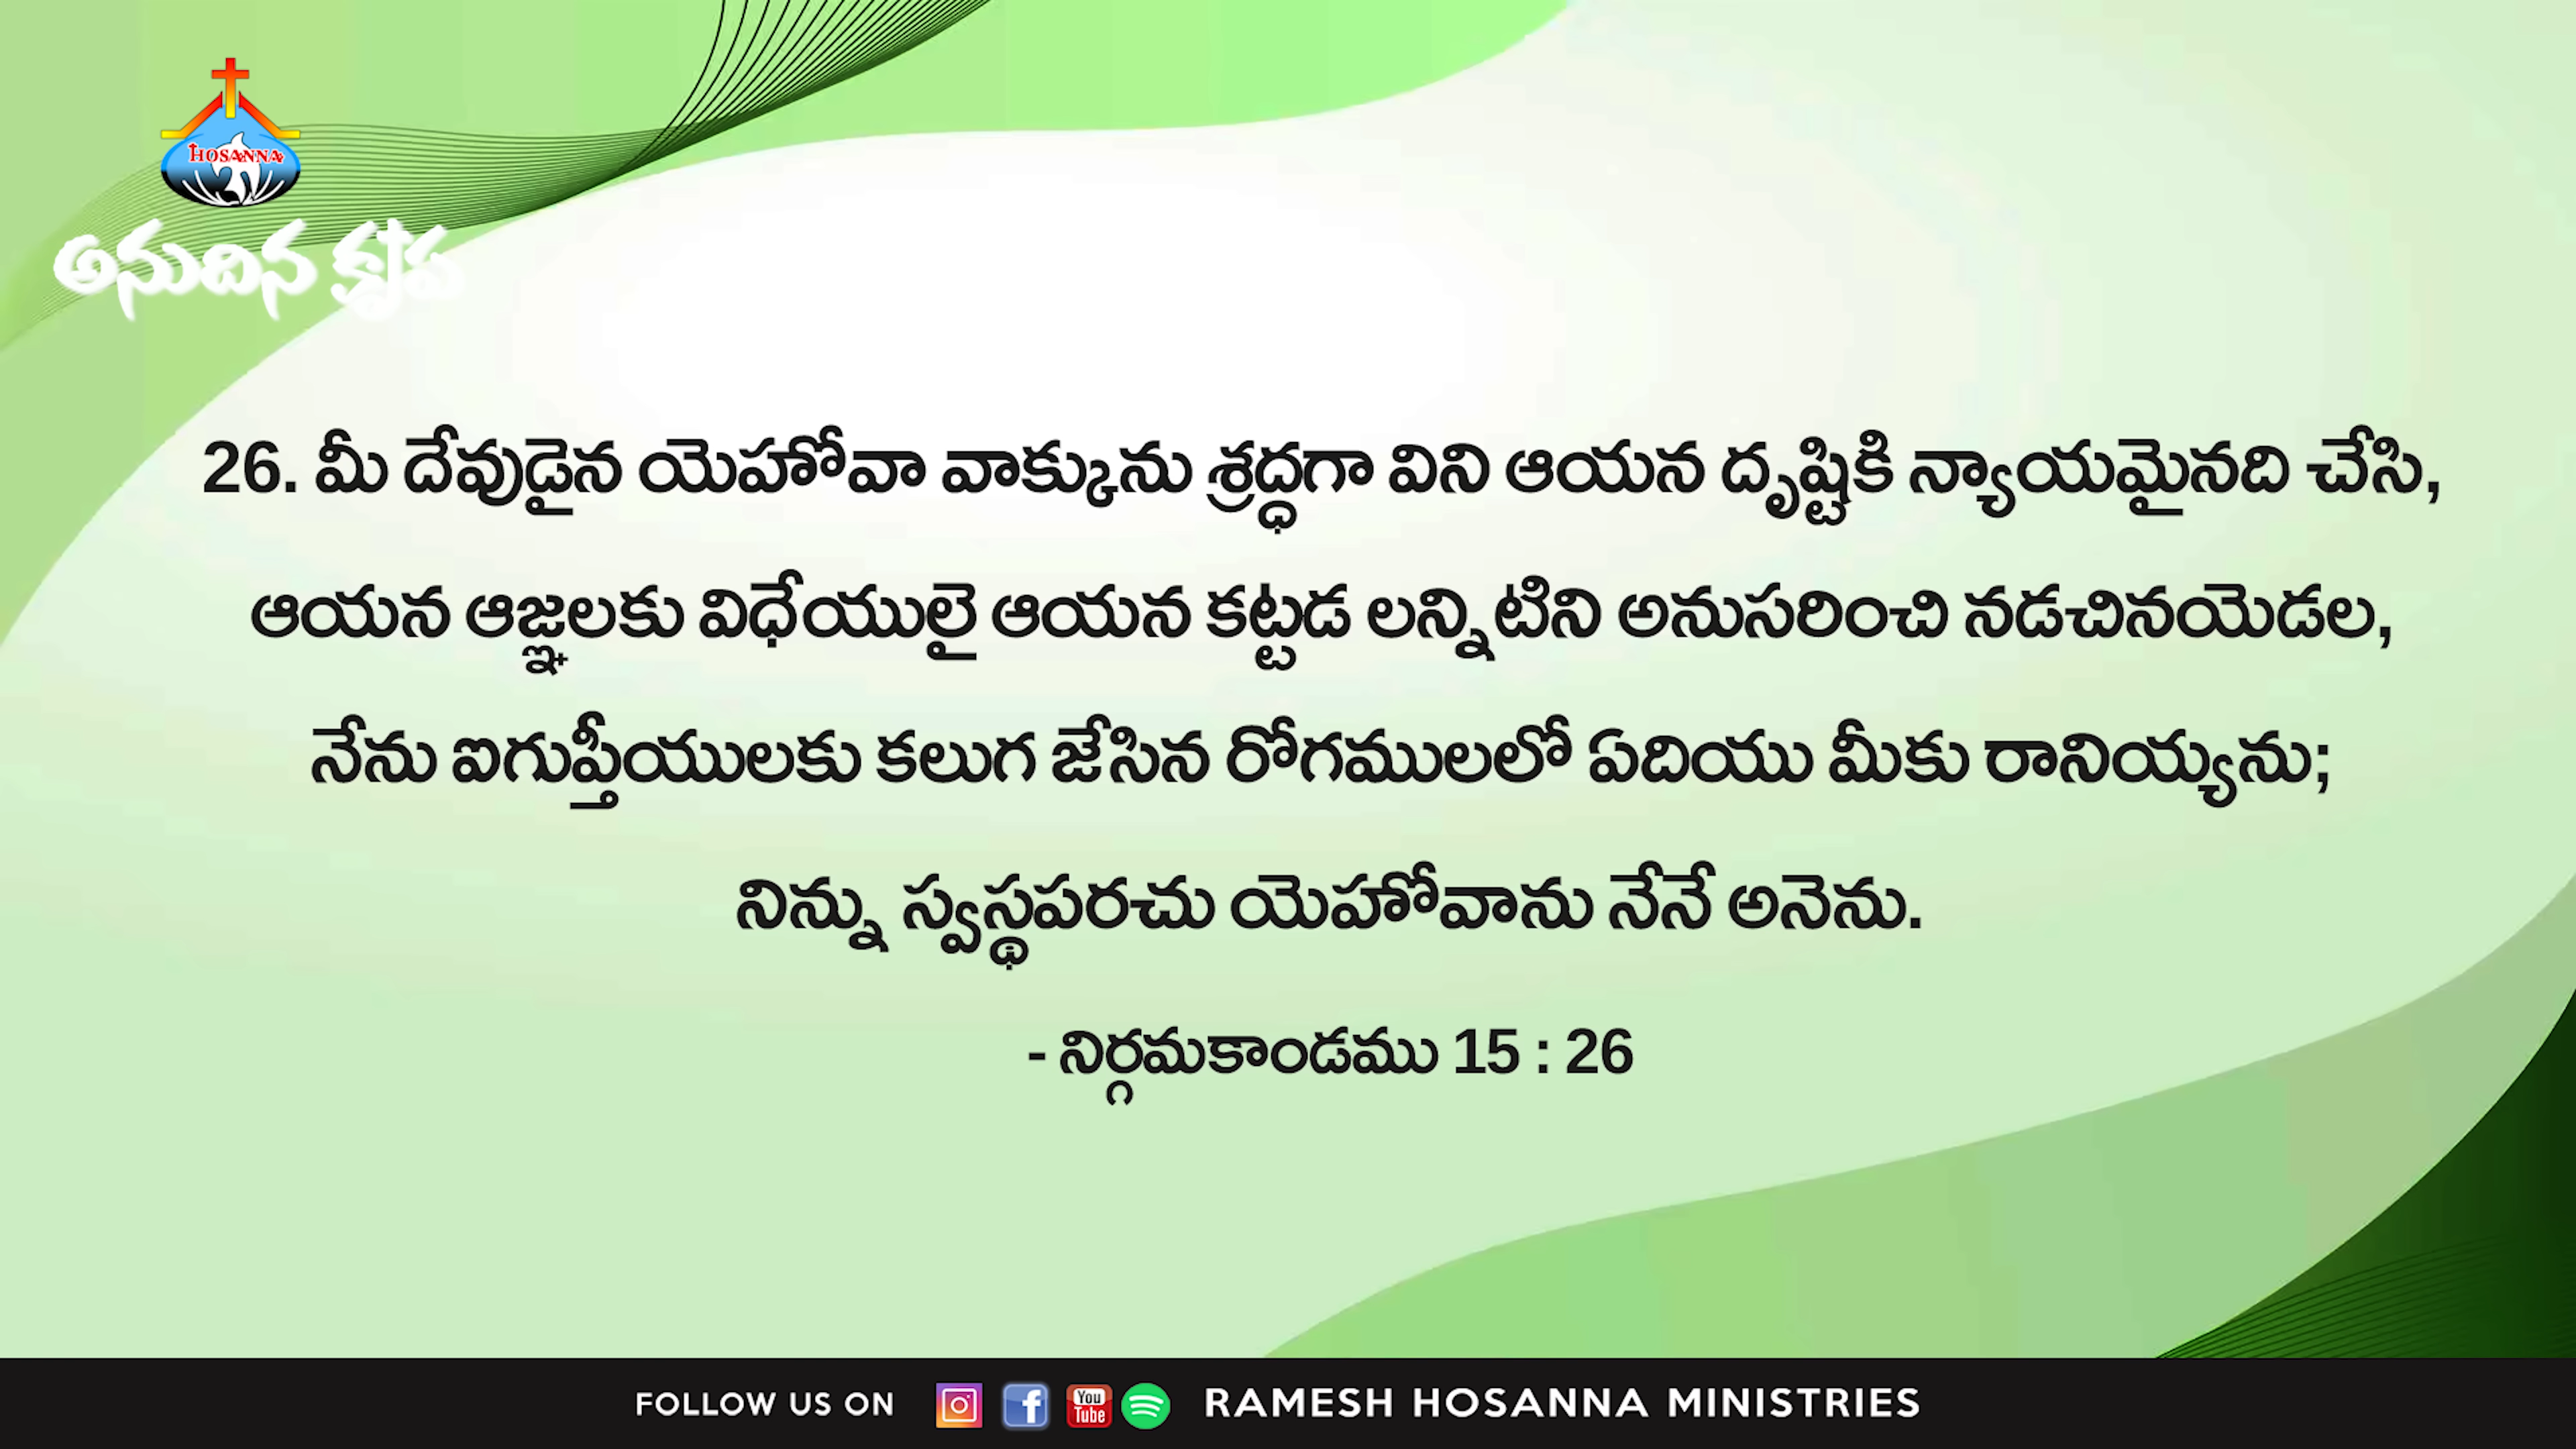 HOSANNA
అనుదిన కృప
26. మీ దేవుడైన యెహోవా వాక్కును శ్రద్ధగా విని ఆయన దృష్టికి న్యాయమైనది చేసి,
ఆయన ఆజ్ఞలకు విధేయులై ఆయన కట్టడ లన్నిటిని అనుసరించి నడచినయెడల,
నేను ఐగుప్తీయులకు కలుగ జేసిన రోగములలో ఏదియు మీకు రానియ్యను;
నిన్ను స్వస్థపరచు యెహోవాను నేనే అనెను.
- నిర్గమకాండము 15 : 26
FOLLOW US ON You Tube RAMESH HOSANNA MINISTRIES